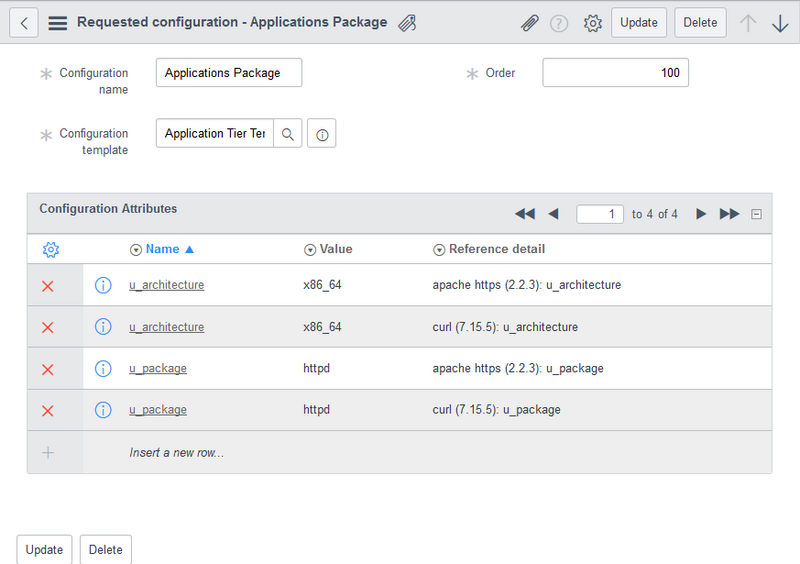 Requested configuration - Applications Package
Update
Delete
Configuration name
Applications Package
Order
100
Configuration template
Application Tier Ter
Configuration Attributes
1 to 4 of 4
Name Value Reference detail
u_architecture x86_64 apache https (2.2.3): u_architecture
u_architecture x86_64 curl (7.15.5): u_architecture
u_package httpd apache https (2.2.3): u_package
u_package httpd curl (7.15.5): u_package
Insert a new row...
Update
Delete